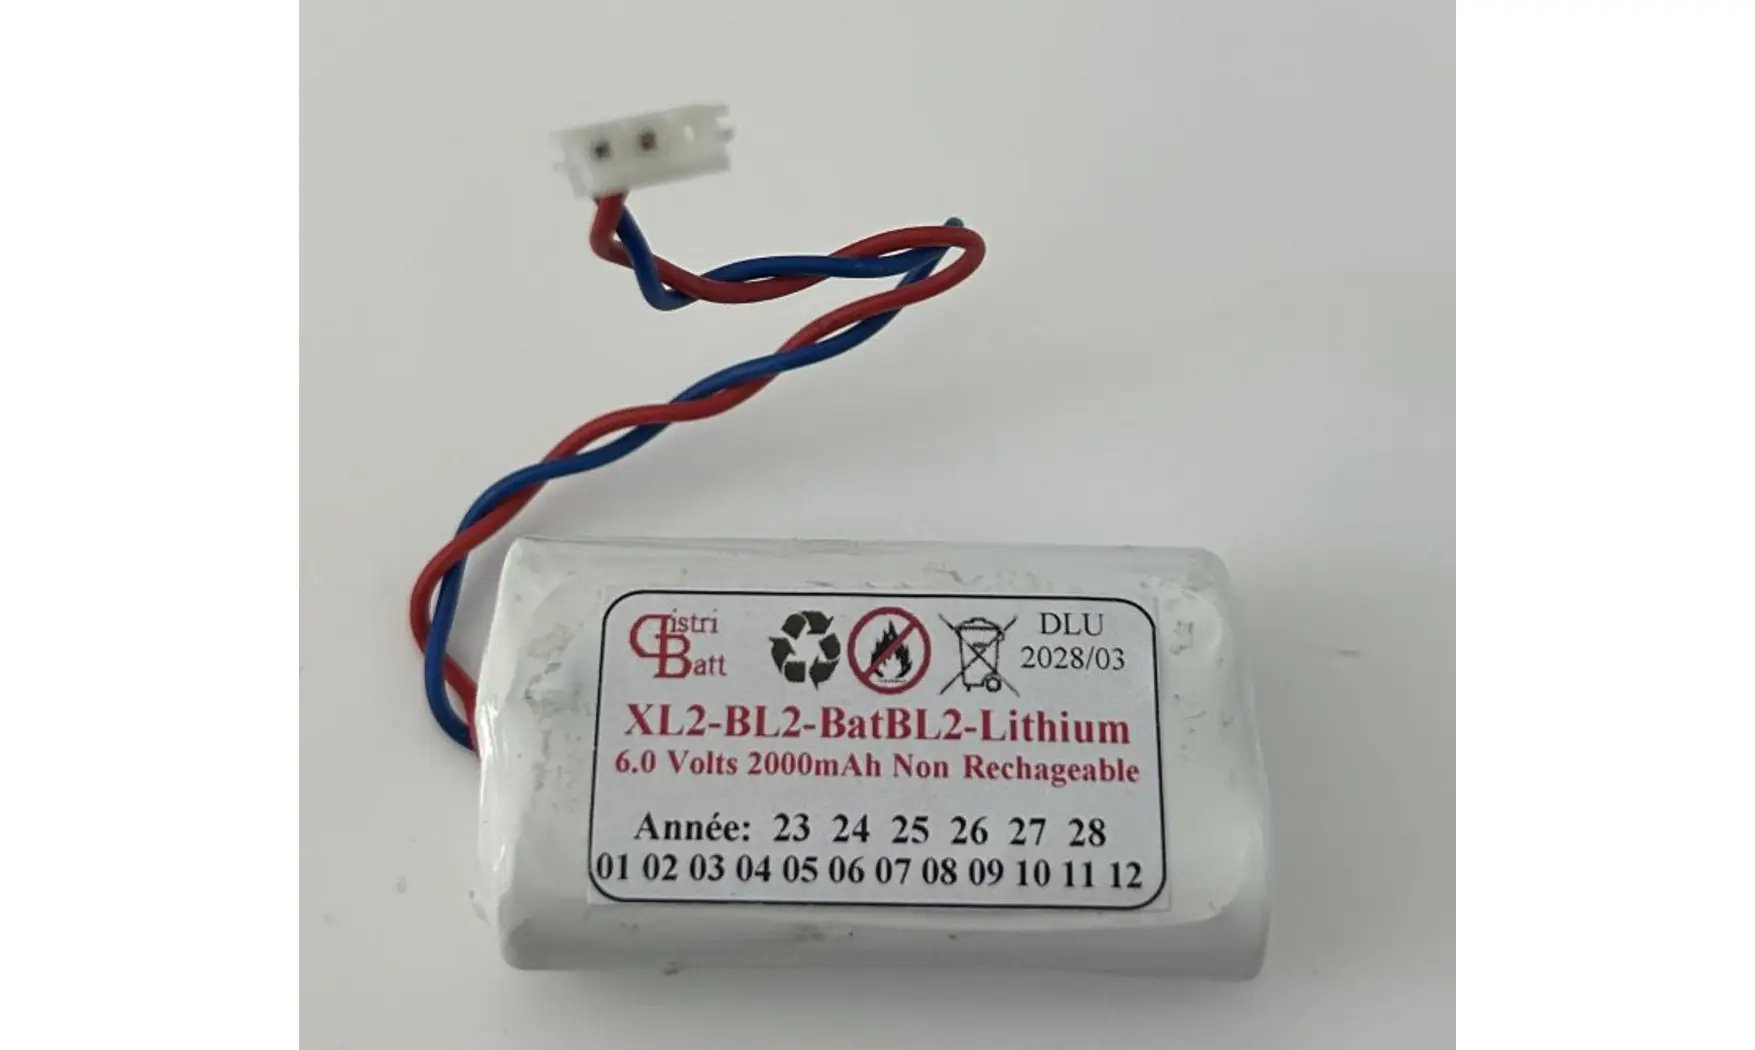 Distri
Batt
DLU
2028/03
XL2-BL2-BatBL2-Lithium
6.0 Volts 2000mAh Non Rechageable
Année: 23 24 25 26 27 28
01 02 03 04 05 06 07 08 09 10 11 12